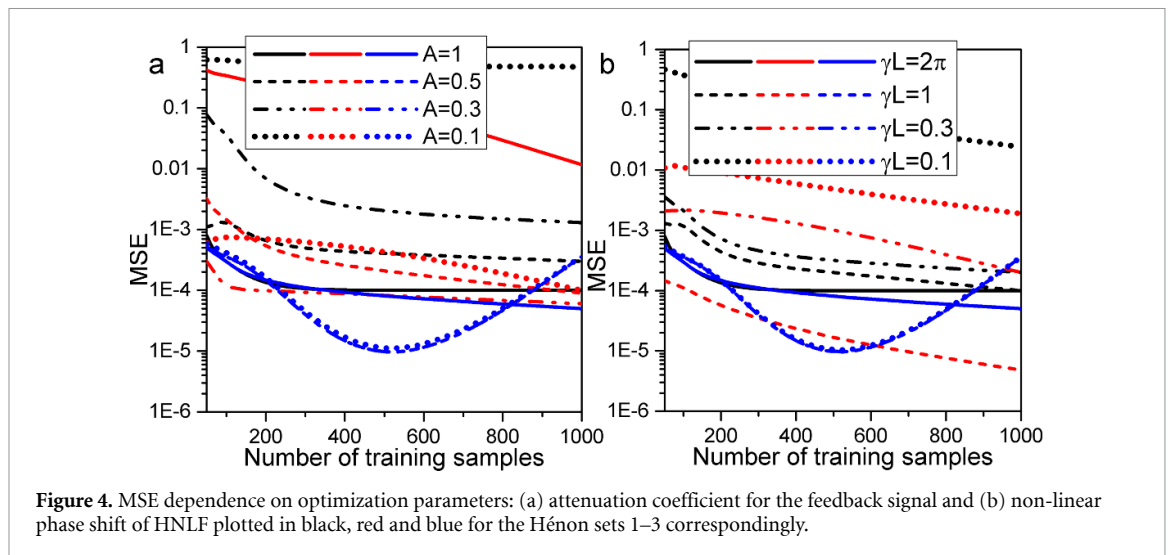 a
A=1
A=0.5
A=0.3
A=0.1
1
0.1
0.01
1E-3
1E-4
1E-5
1E-6
MSE
200
400
600
800
1000
Number of training samples
b
γL=2π
γL=1
γL=0.3
γL=0.1
1
0.1
0.01
1E-3
1E-4
1E-5
1E-6
MSE
200
400
600
800
1000
Number of training samples
Figure 4. MSE dependence on optimization parameters: (a) attenuation coefficient for the feedback signal and (b) non-linear
phase shift of HNLF plotted in black, red and blue for the Hénon sets 1–3 correspondingly.